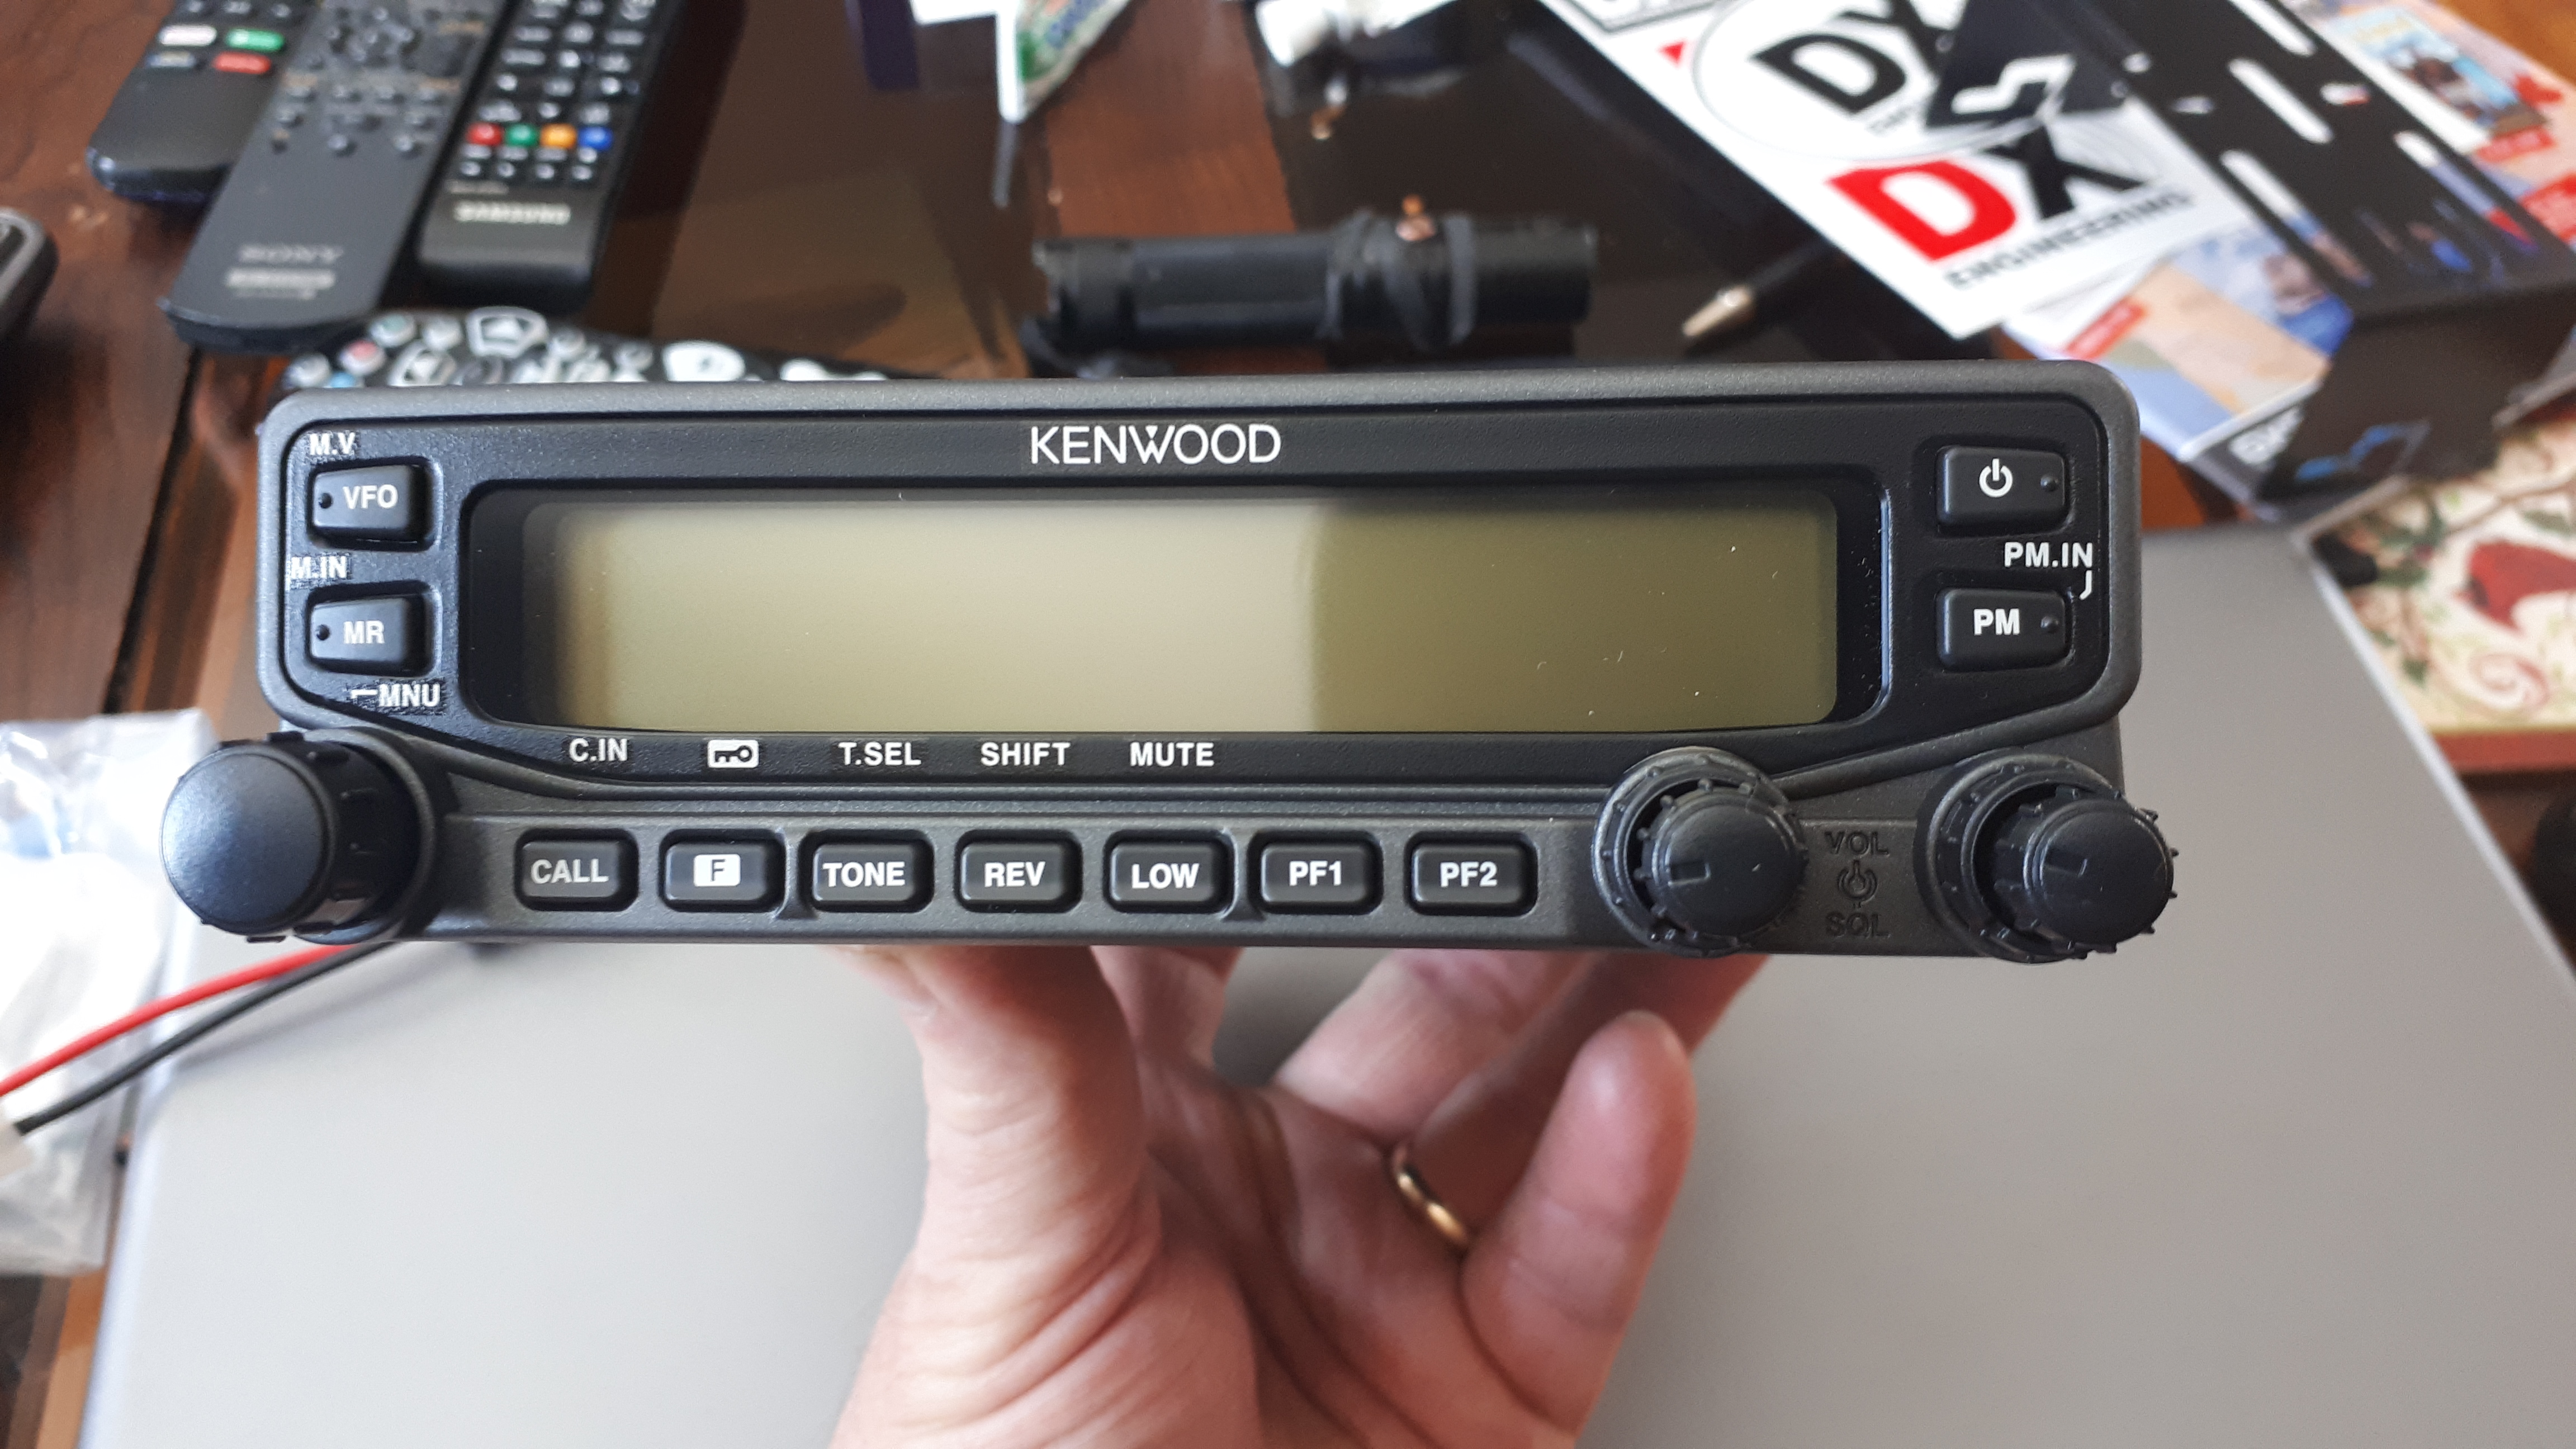 SONY
SAMSUNG
DX
DX
ENGINEERING
KENWOOD
M.V
VFO
M.IN
MR
MNU
PM.IN
PM
C.IN
T.SEL
SHIFT
MUTE
CALL
F
TONE
REV
LOW
PF1
PF2
VOL
SQL